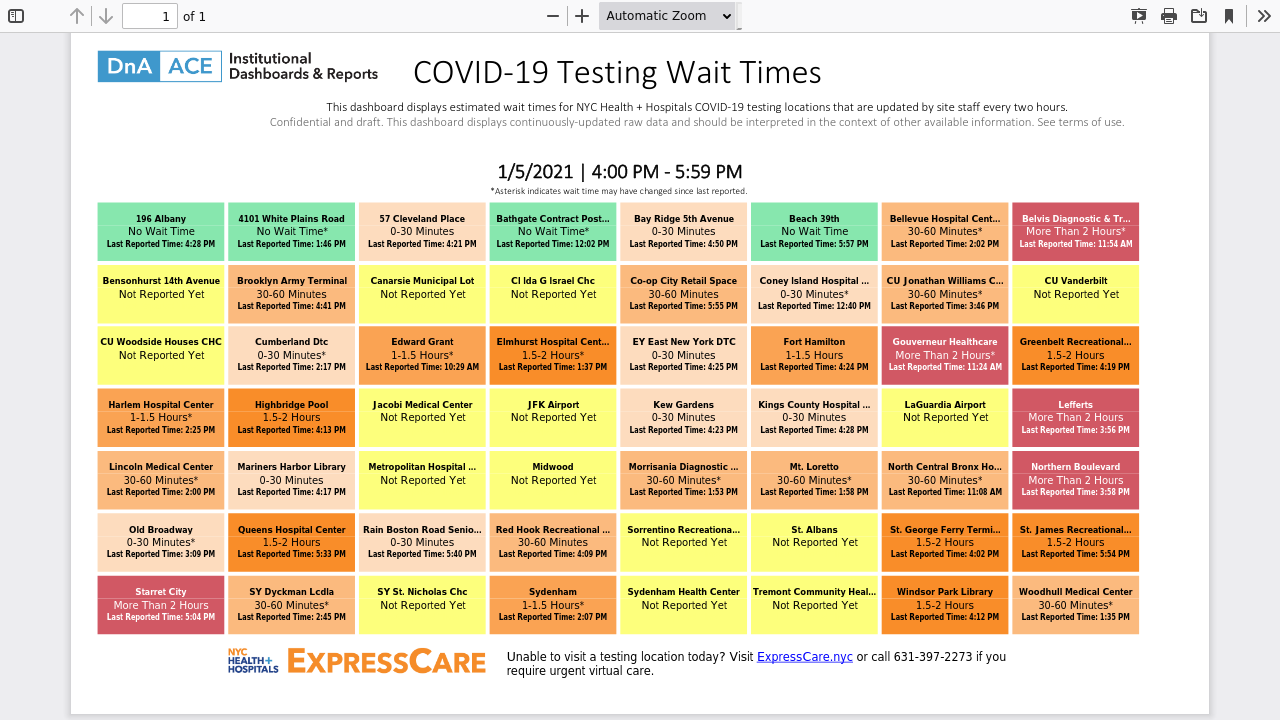 1 of 1 Automatic Zoom
DnA ACE Institutional
Dashboards & Reports
COVID-19 Testing Wait Times
This dashboard displays estimated wait times for NYC Health + Hospitals COVID-19 testing locations that are updated by site staff every two hours.
Confidential and draft. This dashboard displays continuously-updated raw data and should be interpreted in the context of other available information. See terms of use.
1/5/2021 | 4:00 PM - 5:59 PM
*Asterisk indicates wait time may have changed since last reported.
196 Albany
No Wait Time
Last Reported Time: 4:28 PM
4101 White Plains Road
No Wait Time*
Last Reported Time: 1:46 PM
57 Cleveland Place
0-30 Minutes
Last Reported Time: 4:21 PM
Bathgate Contract Post...
No Wait Time*
Last Reported Time: 12:02 PM
Bay Ridge 5th Avenue
0-30 Minutes
Last Reported Time: 4:50 PM
Beach 39th
No Wait Time
Last Reported Time: 5:57 PM
Bellevue Hospital Cent...
30-60 Minutes*
Last Reported Time: 2:02 PM
Belvis Diagnostic & Tr...
More Than 2 Hours*
Last Reported Time: 11:54 AM
Bensonhurst 14th Avenue
Not Reported Yet
Brooklyn Army Terminal
30-60 Minutes
Last Reported Time: 4:41 PM
Canarsie Municipal Lot
Not Reported Yet
Cl Ida G Israel Chc
Not Reported Yet
Co-op City Retail Space
30-60 Minutes
Last Reported Time: 5:55 PM
Coney Island Hospital ...
0-30 Minutes*
Last Reported Time: 12:40 PM
CU Jonathan Williams C...
30-60 Minutes*
Last Reported Time: 3:46 PM
CU Vanderbilt
Not Reported Yet
CU Woodside Houses CHC
Not Reported Yet
Cumberland Dtc
0-30 Minutes*
Last Reported Time: 2:17 PM
Edward Grant
1-1.5 Hours*
Last Reported Time: 10:29 AM
Elmhurst Hospital Cent...
1.5-2 Hours*
Last Reported Time: 1:37 PM
EY East New York DTC
0-30 Minutes
Last Reported Time: 4:25 PM
Fort Hamilton
1-1.5 Hours
Last Reported Time: 4:24 PM
Gouverneur Healthcare
More Than 2 Hours*
Last Reported Time: 11:24 AM
Greenbelt Recreational...
1.5-2 Hours
Last Reported Time: 4:19 PM
Harlem Hospital Center
1-1.5 Hours*
Last Reported Time: 2:25 PM
Highbridge Pool
1.5-2 Hours
Last Reported Time: 4:13 PM
Jacobi Medical Center
Not Reported Yet
JFK Airport
Not Reported Yet
Kew Gardens
0-30 Minutes
Last Reported Time: 4:23 PM
Kings County Hospital ...
0-30 Minutes
Last Reported Time: 4:28 PM
LaGuardia Airport
Not Reported Yet
Lefferts
More Than 2 Hours
Last Reported Time: 3:56 PM
Lincoln Medical Center
30-60 Minutes*
Last Reported Time: 2:00 PM
Mariners Harbor Library
0-30 Minutes
Last Reported Time: 4:17 PM
Metropolitan Hospital ...
Not Reported Yet
Midwood
Not Reported Yet
Morrisania Diagnostic ...
30-60 Minutes*
Last Reported Time: 1:53 PM
Mt. Loretto
30-60 Minutes*
Last Reported Time: 1:58 PM
North Central Bronx Ho...
30-60 Minutes*
Last Reported Time: 11:08 AM
Northern Boulevard
More Than 2 Hours
Last Reported Time: 3:58 PM
Old Broadway
0-30 Minutes*
Last Reported Time: 3:09 PM
Queens Hospital Center
1.5-2 Hours
Last Reported Time: 5:33 PM
Rain Boston Road Senio...
0-30 Minutes
Last Reported Time: 5:40 PM
Red Hook Recreational ...
30-60 Minutes
Last Reported Time: 4:09 PM
Sorrentino Recreationa...
Not Reported Yet
St. Albans
Not Reported Yet
St. George Ferry Termi...
1.5-2 Hours
Last Reported Time: 4:02 PM
St. James Recreational...
1.5-2 Hours
Last Reported Time: 5:54 PM
Starret City
More Than 2 Hours
Last Reported Time: 5:04 PM
SY Dyckman Lcdla
30-60 Minutes*
Last Reported Time: 2:45 PM
SY St. Nicholas Chc
Not Reported Yet
Sydenham
1-1.5 Hours*
Last Reported Time: 2:07 PM
Sydenham Health Center
Not Reported Yet
Tremont Community Heal...
Not Reported Yet
Windsor Park Library
1.5-2 Hours
Last Reported Time: 4:12 PM
Woodhull Medical Center
30-60 Minutes*
Last Reported Time: 1:35 PM
NYC
HEALTH+
HOSPITALS
EXPRESSCARE
Unable to visit a testing location today? Visit ExpressCare.nyc or call 631-397-2273 if you
require urgent virtual care.